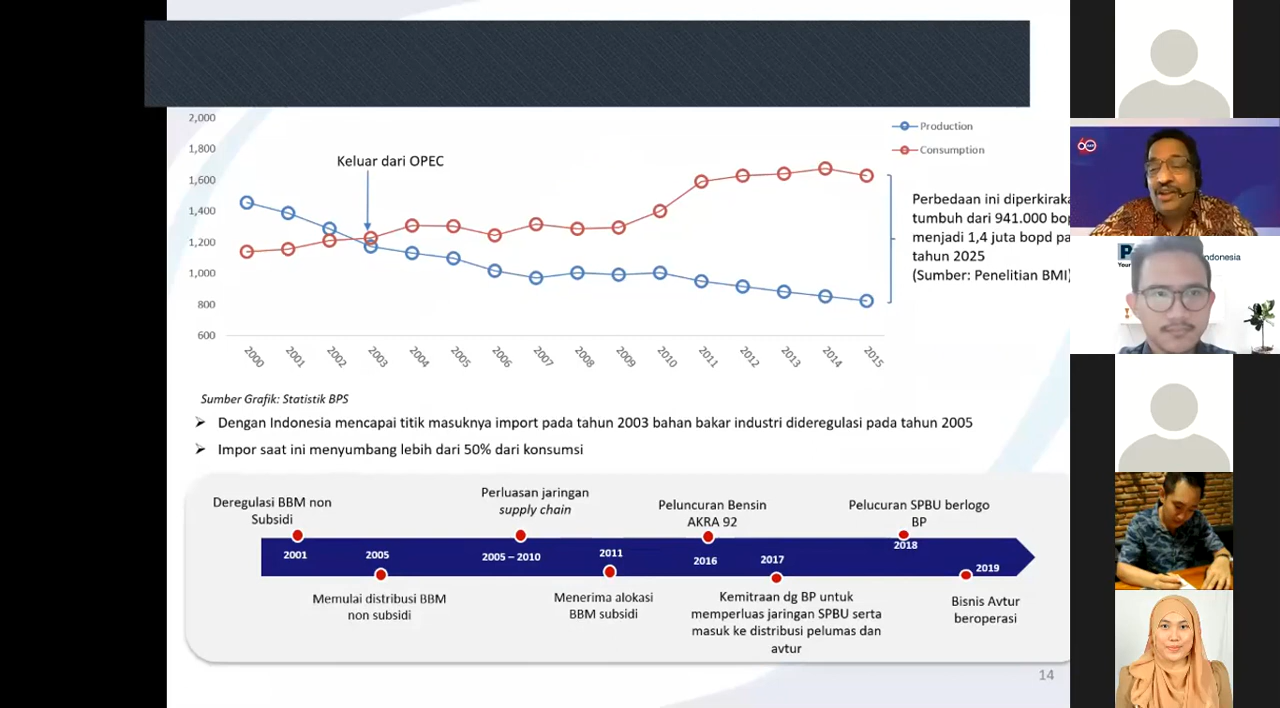 2,000
1,800
1,600
1,400
1,200
1,000
800
600
Keluar dari OPEC
Production
Consumption
Perbedaan ini diperkiraka
tumbuh dari 941.000 bop
menjadi 1,4 juta bopd pa
tahun 2025
(Sumber: Penelitian BMI)
2000
2001
2002
2003
2004
2005
2006
2007
2008
2009
2010
2011
2012
2013
2014
2015
Sumber Grafik: Statistik BPS
Dengan Indonesia mencapai titik masuknya import pada tahun 2003 bahan bakar industri dideregulasi pada tahun 2005
Impor saat ini menyumbang lebih dari 50% dari konsumsi
Deregulasi BBM non
Subsidi
2001
2005
Memulai distribusi BBM
non subsidi
Perluasan jaringan
supply chain
2005 – 2010
2011
Menerima alokasi
BBM subsidi
Peluncuran Bensin
AKRA 92
2016
2017
Kemitraan dg BP untuk
memperluas jaringan SPBU serta
masuk ke distribusi pelumas dan
avtur
Pelucuran SPBU berlogo
BP
2018
2019
Bisnis Avtur
beroperasi
14
60